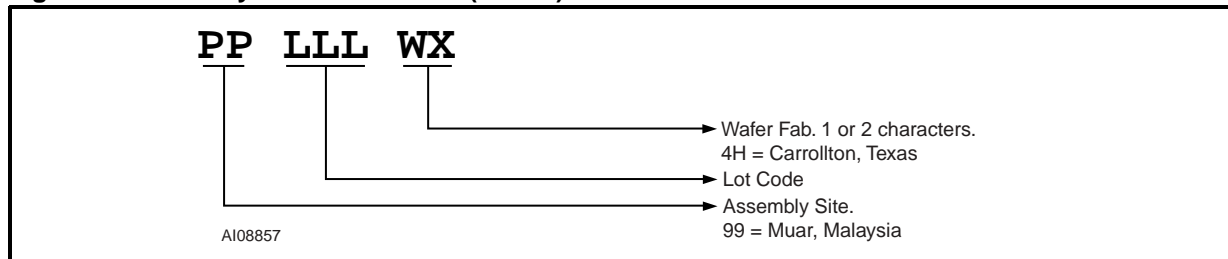 PP LLL WX
Wafer Fab. 1 or 2 characters.
4H = Carrollton, Texas
Lot Code
Assembly Site.
99 = Muar, Malaysia
AI08857